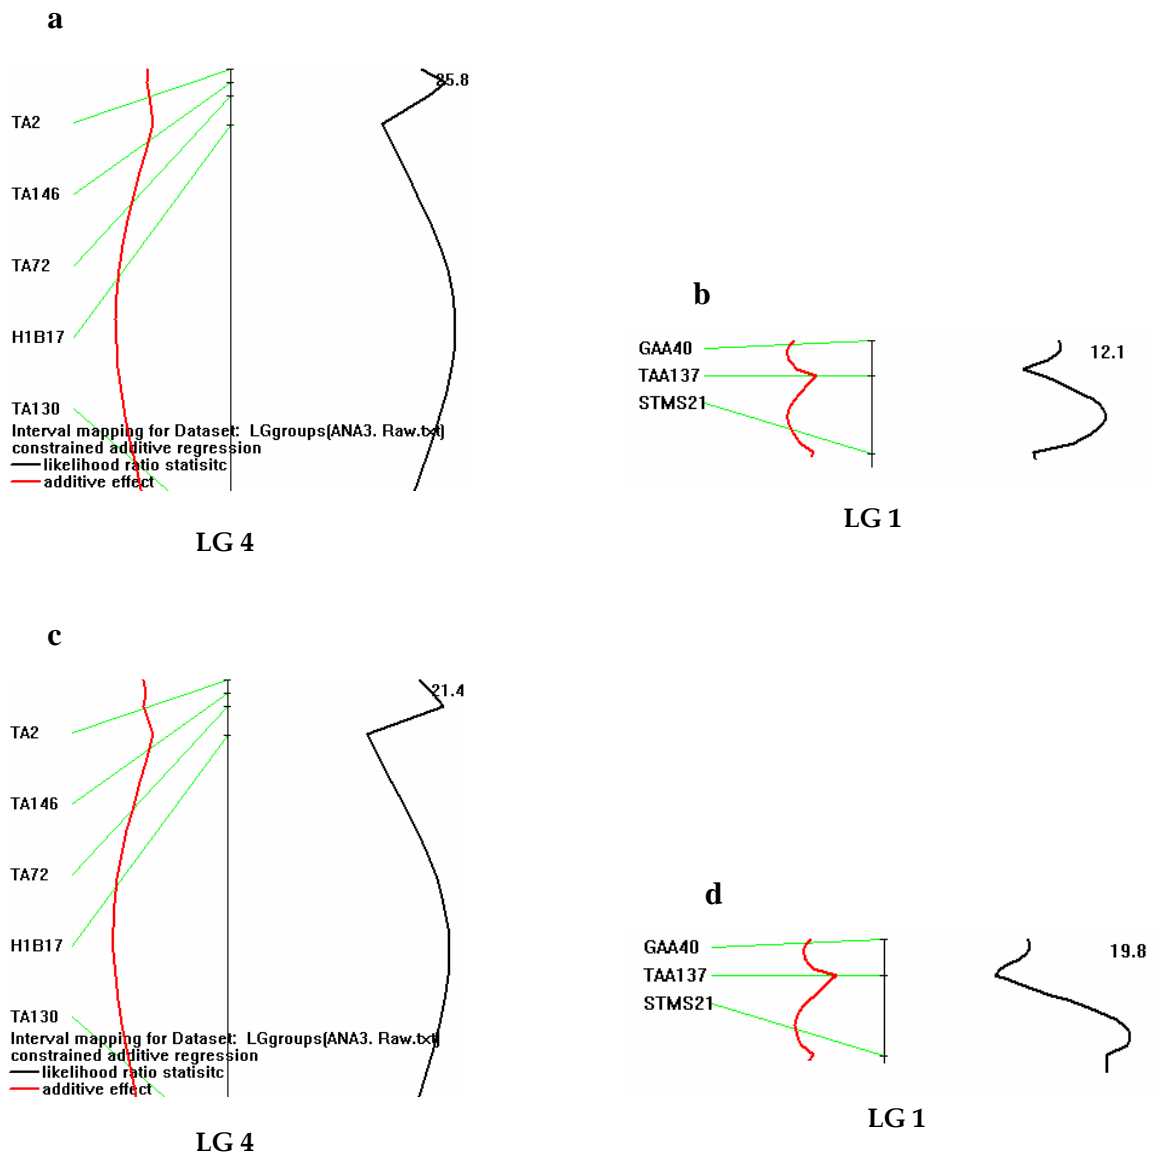 a
25.8
TA2
TA146
TA72
H1B17
TA130
Interval mapping for Dataset: LGgroups(ANA3. Raw.txt)
constrained additive regression
likelihood ratio statisitc
additive effect
LG 4
b
GAA40
12.1
TAA137
STMS21
LG 1
c
21.4
TA2
TA146
TA72
H1B17
TA130
Interval mapping for Dataset: LGgroups(ANA3. Raw.txt)
constrained additive regression
likelihood ratio statisitc
additive effect
LG 4
d
GAA40
19.8
TAA137
STMS21
LG 1